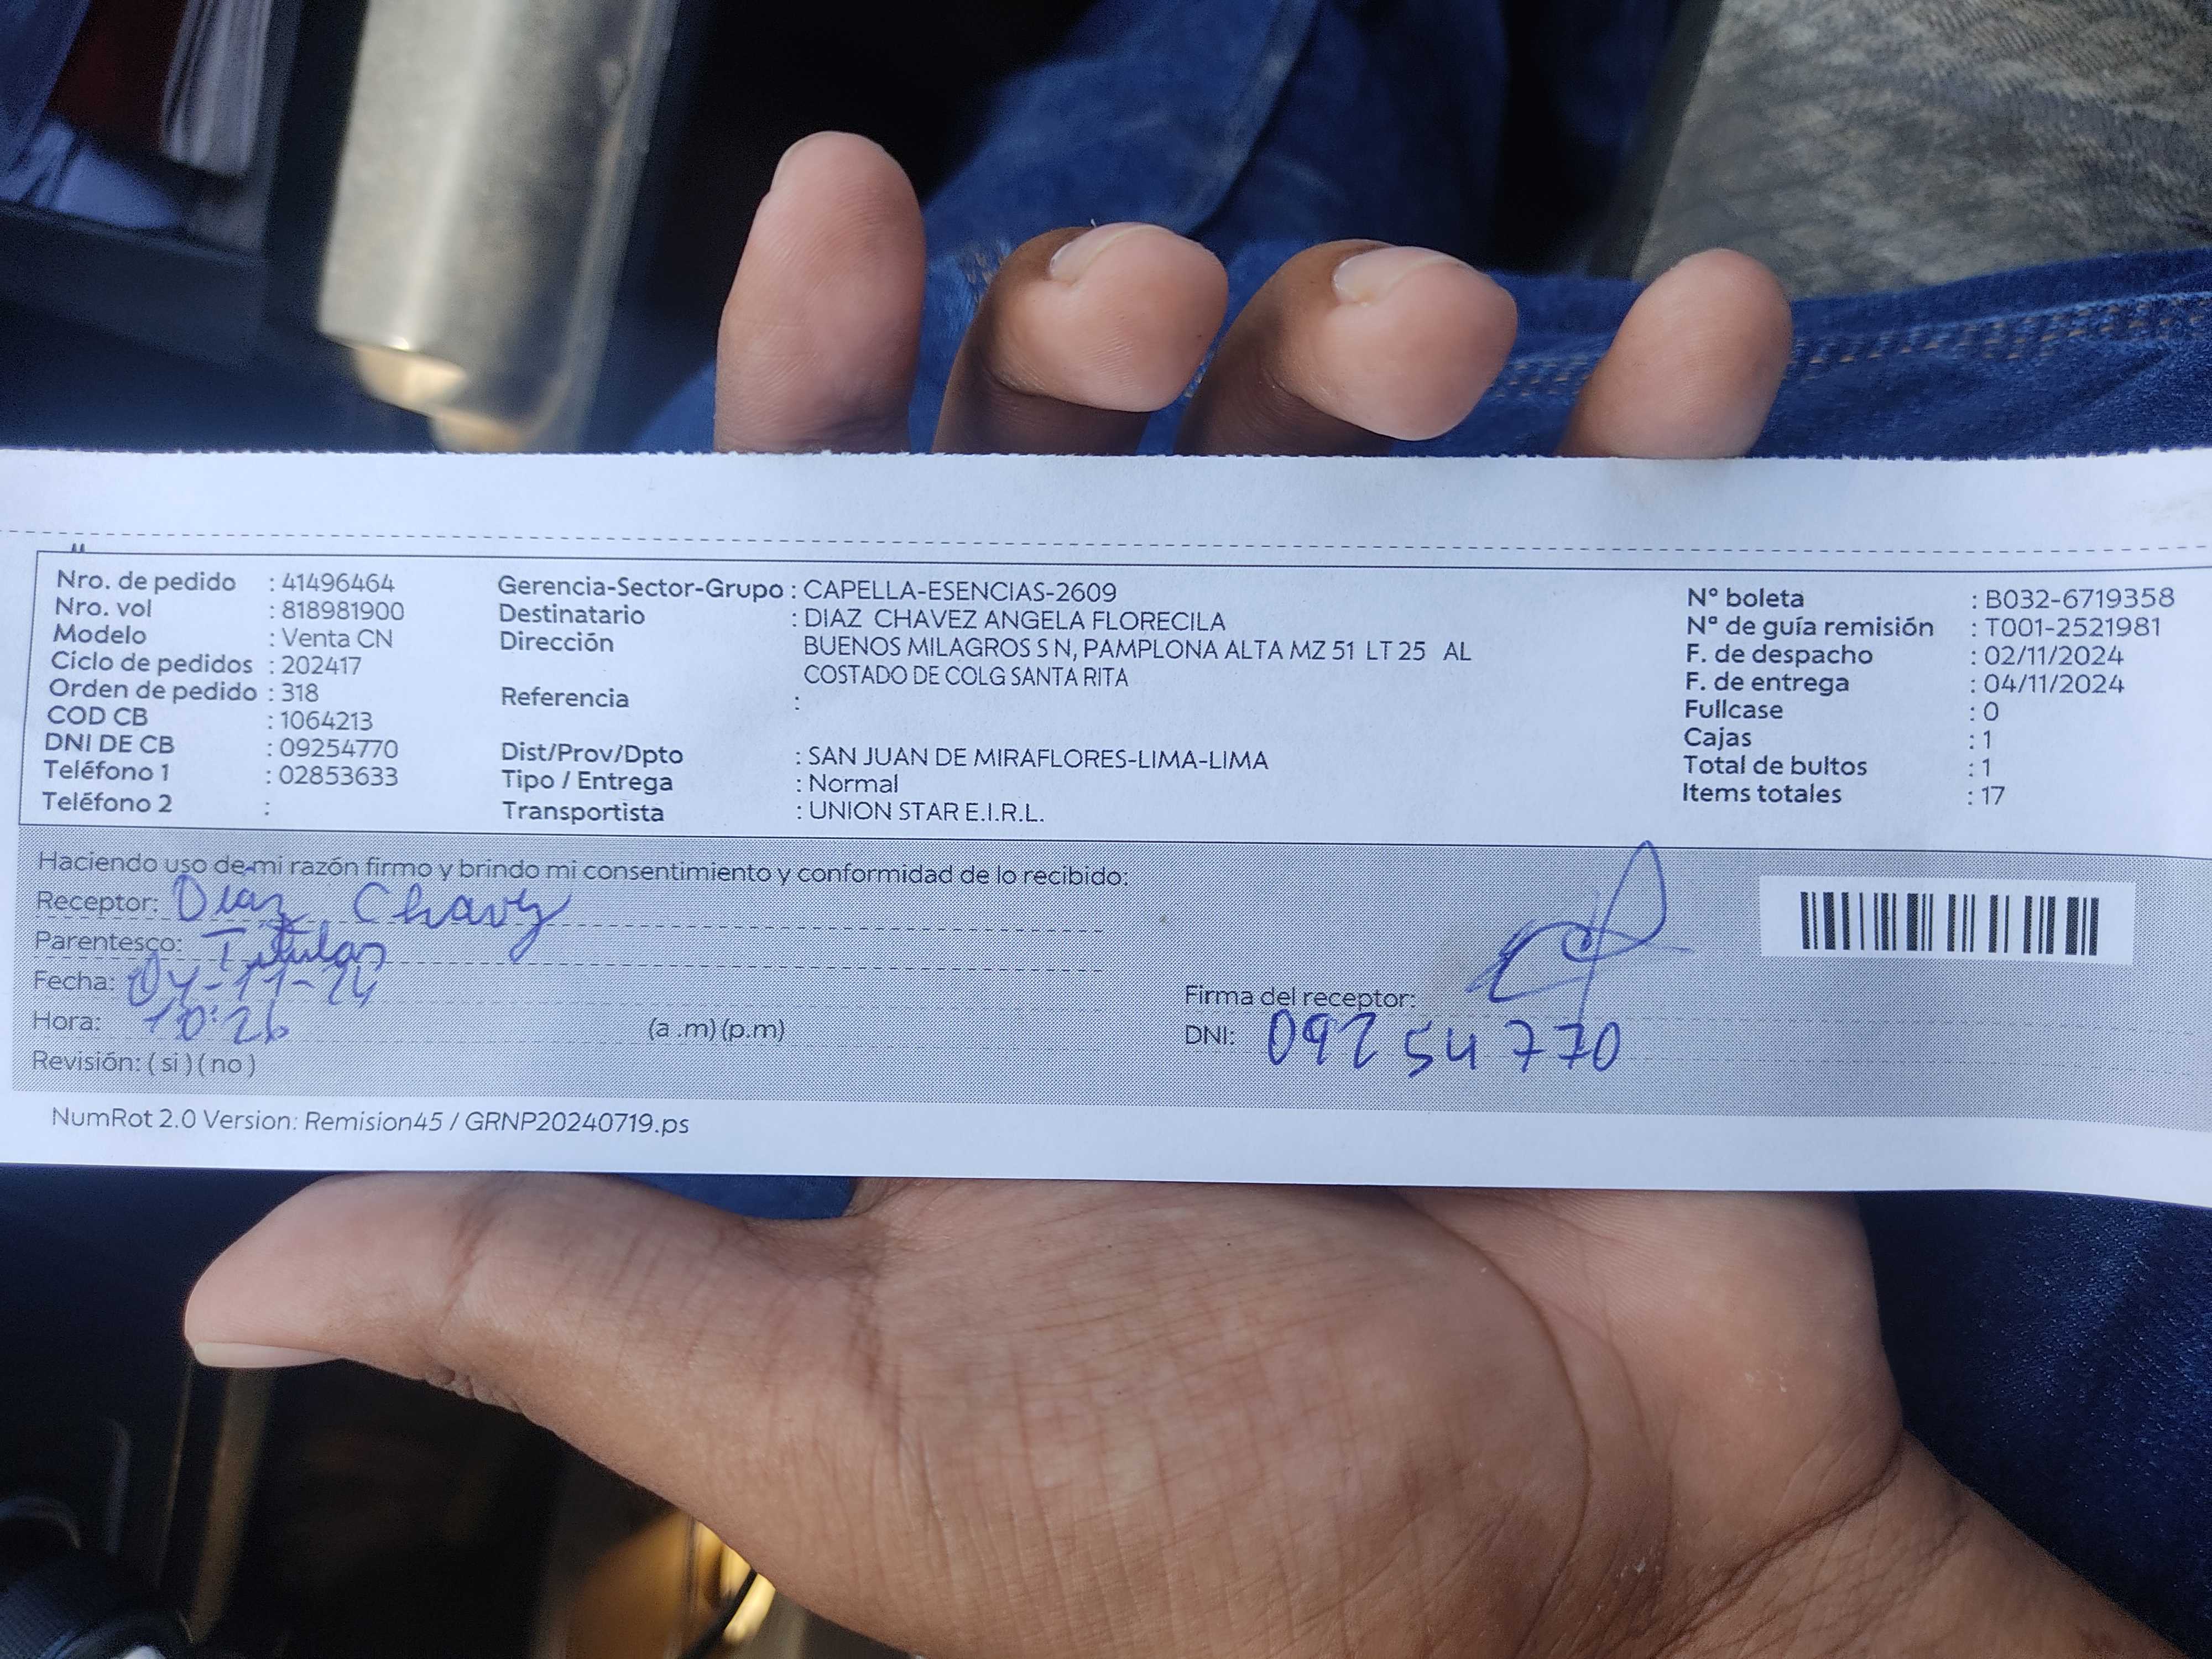 Nro. de pedido : 41496464
Nro. vol : 818981900
Modelo : Venta CN
Ciclo de pedidos : 202417
Orden de pedido : 318
COD CB : 1064213
DNI DE CB : 09254770
Teléfono 1 : 02853633
Teléfono 2 :
Gerencia-Sector-Grupo : CAPELLA-ESENCIAS-2609
Destinatario : DIAZ CHAVEZ ANGELA FLORECILA
Dirección BUENOS MILAGROS S N, PAMPLONA ALTA MZ 51 LT 25 AL
COSTADO DE COLG SANTA RITA
Referencia :
Dist/Prov/Dpto : SAN JUAN DE MIRAFLORES-LIMA-LIMA
Tipo / Entrega : Normal
Transportista : UNION STAR E.I.R.L.
N° boleta : B032-6719358
N° de guía remisión : T001-2521981
F. de despacho : 02/11/2024
F. de entrega : 04/11/2024
Fullcase : 0
Cajas : 1
Total de bultos : 1
Items totales : 17
Haciendo uso de mi razón firmo y brindo mi consentimiento y conformidad de lo recibido:
Receptor: Diaz Chavez
Parentesco: Titular
Fecha: 04-11-24
Hora: 10:26 (a .m) (p.m)
Revisión: ( si ) ( no )
Firma del receptor:
DNI: 09254770
NumRot 2.0 Version: Remision45 / GRNP20240719.ps